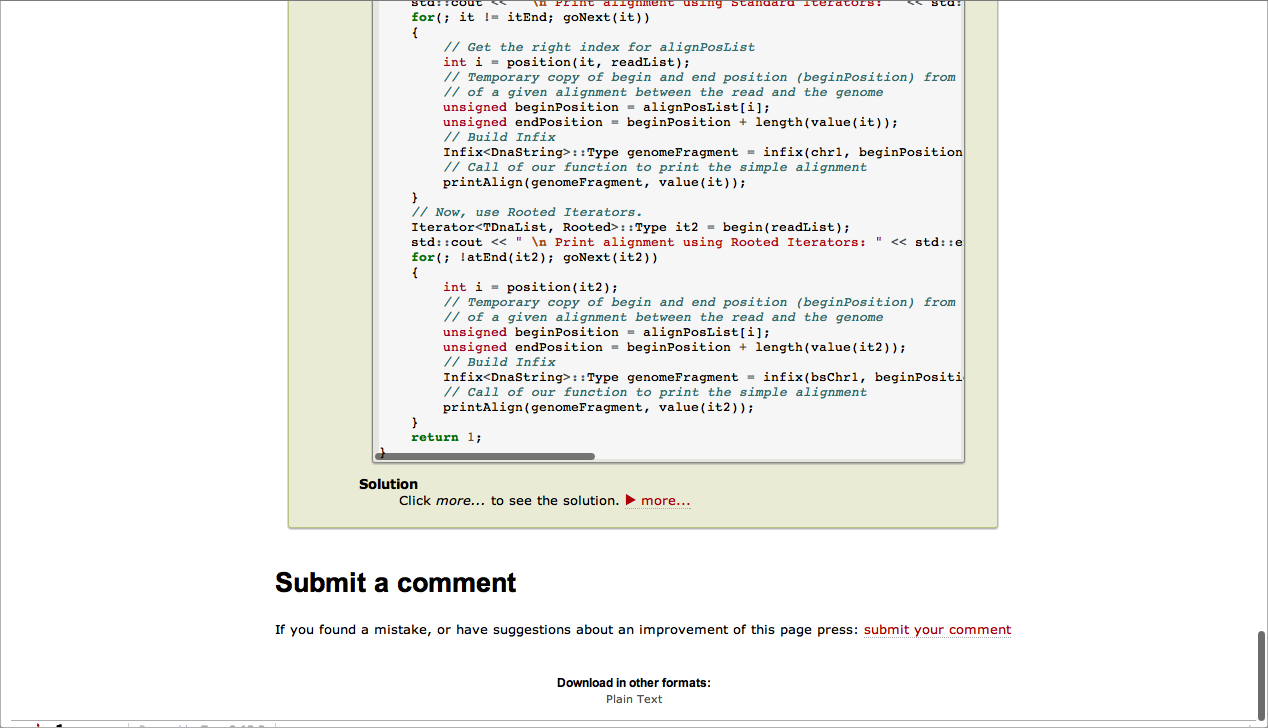 std::cout << " \n Print alignment using Standard Iterators: " << std:
for(; it != itEnd; goNext(it))
{
// Get the right index for alignPosList
int i = position(it, readList);
// Temporary copy of begin and end position (beginPosition) from
// of a given alignment between the read and the genome
unsigned beginPosition = alignPosList[i];
unsigned endPosition = beginPosition + length(value(it));
// Build Infix
Infix<DnaString>::Type genomeFragment = infix(chr1, beginPosition
// Call of our function to print the simple alignment
printAlign(genomeFragment, value(it));
}
// Now, use Rooted Iterators.
Iterator<TDnaList, Rooted>::Type it2 = begin(readList);
std::cout << " \n Print alignment using Rooted Iterators: " << std::e
for(; !atEnd(it2); goNext(it2))
{
int i = position(it2);
// Temporary copy of begin and end position (beginPosition) from
// of a given alignment between the read and the genome
unsigned beginPosition = alignPosList[i];
unsigned endPosition = beginPosition + length(value(it2));
// Build Infix
Infix<DnaString>::Type genomeFragment = infix(bsChr1, beginPositi
// Call of our function to print the simple alignment
printAlign(genomeFragment, value(it2));
}
return 1;
}
Solution
Click more... to see the solution. ▶ more...
Submit a comment
If you found a mistake, or have suggestions about an improvement of this page press: submit your comment
Download in other formats:
Plain Text